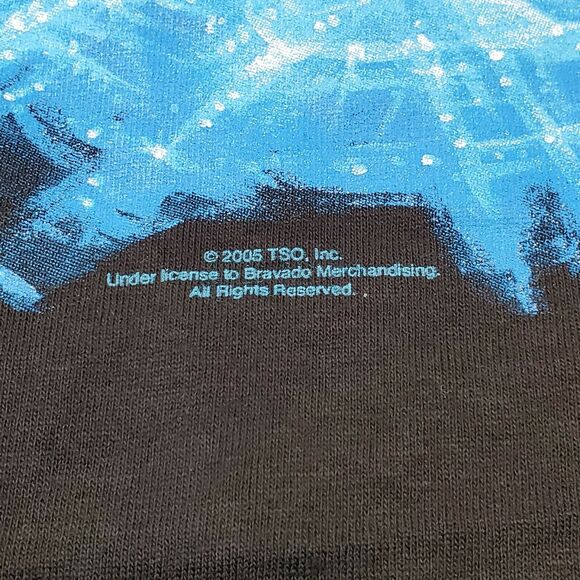 © 2005 TSO, Inc.
Under license to Bravado Merchandising.
All Rights Reserved.